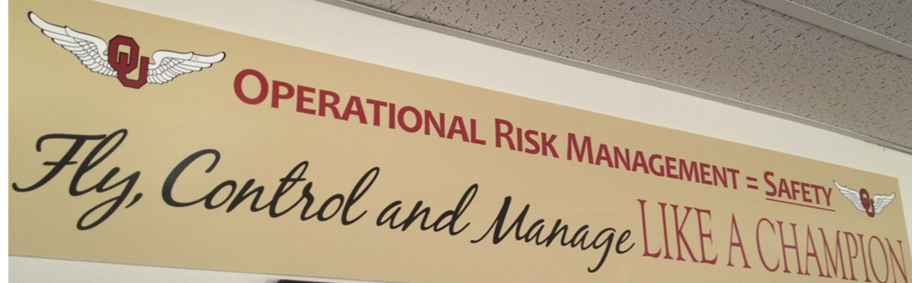 OU
OPERATIONAL RISK MANAGEMENT = SAFETY
OU
Fly, Control and Manage LIKE A CHAMPION